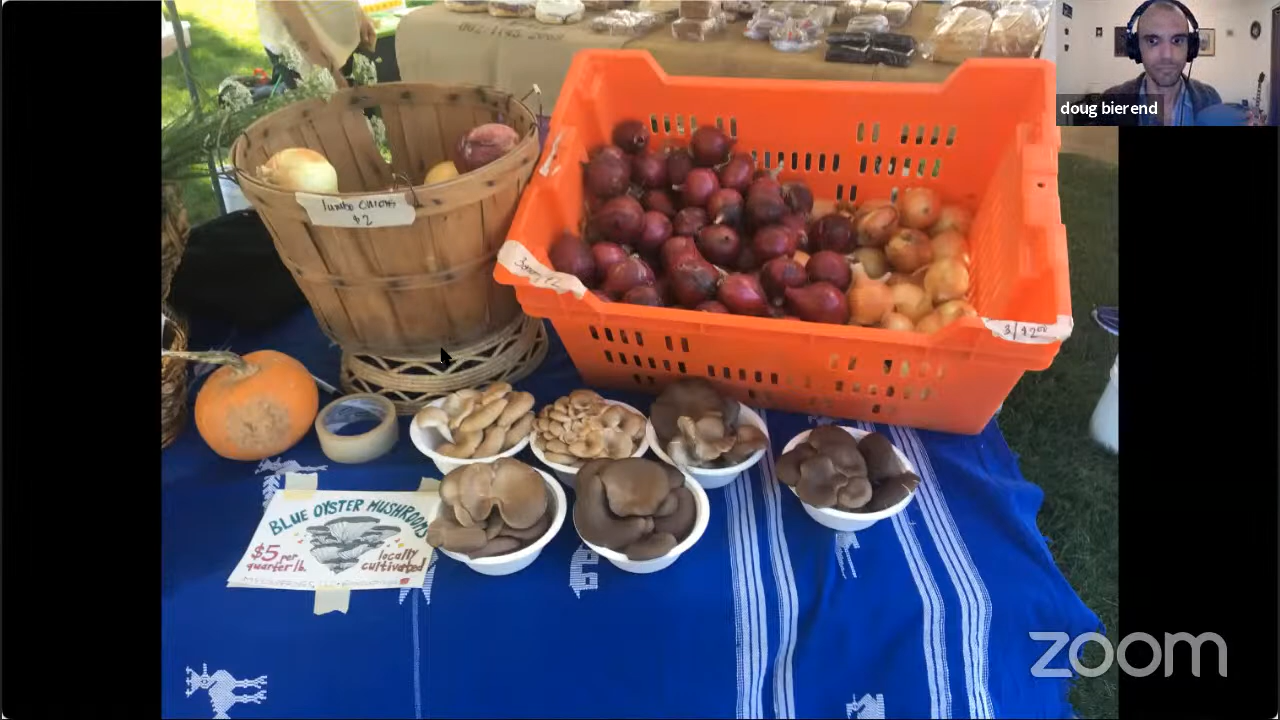 doug bierend
Jumbo Onions
$2
3/$2.00
BLUE OYSTER MUSHROOMS
$5 per
quarter lb.
locally
cultivated
zoom